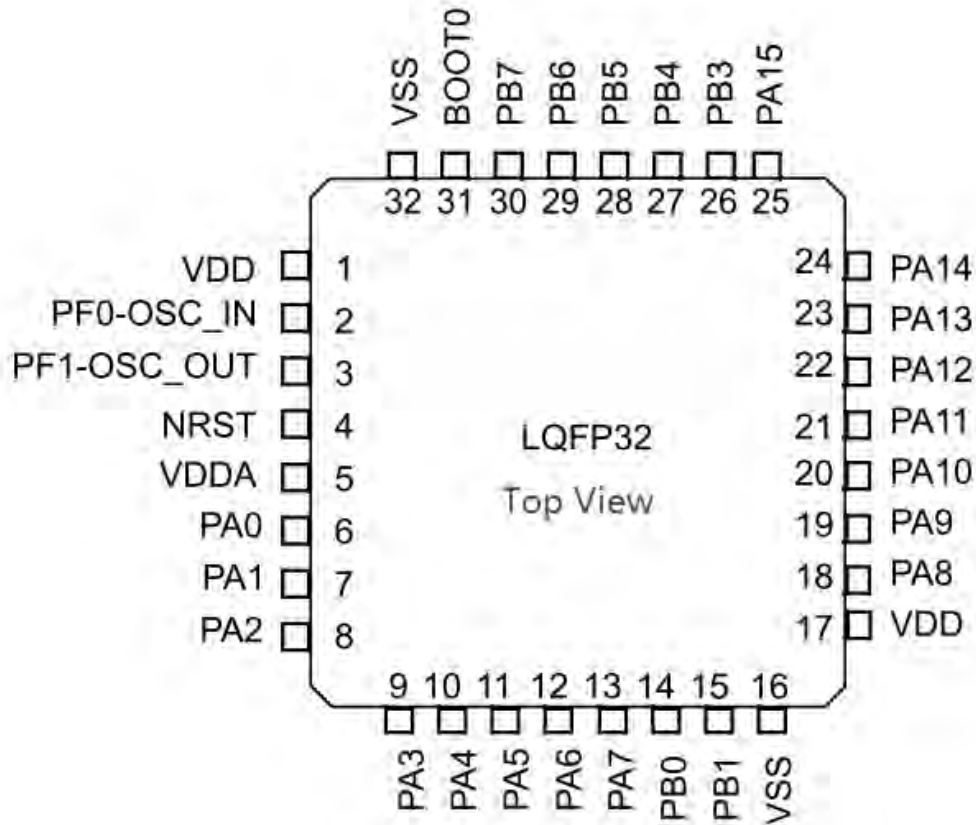 VSS BOOT0 PB7 PB6 PB5 PB4 PB3 PA15
32 31 30 29 28 27 26 25
VDD 1 24 PA14
PF0-OSC_IN 2 23 PA13
PF1-OSC_OUT 3 22 PA12
NRST 4 21 PA11
LQFP32
VDDA 5 20 PA10
Top View
PA0 6 19 PA9
PA1 7 18 PA8
PA2 8 17 VDD
9 10 11 12 13 14 15 16
PA3 PA4 PA5 PA6 PA7 PB0 PB1 VSS